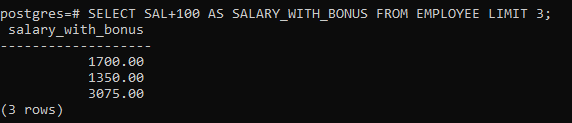 postgres=# SELECT SAL+100 AS SALARY_WITH_BONUS FROM EMPLOYEE LIMIT 3;
 salary_with_bonus
-------------------
           1700.00
           1350.00
           3075.00
(3 rows)